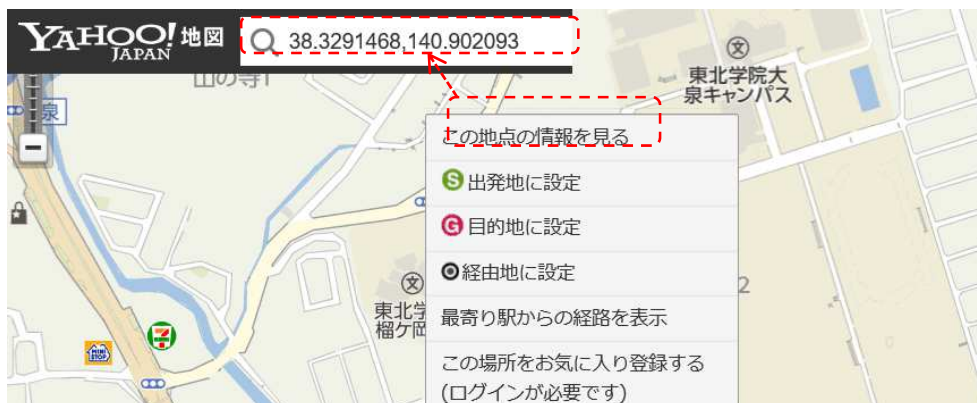 YAHOO! 地図
JAPAN
38.3291468,140.902093
山の寺1
泉
東北学院大
泉キャンパス
この地点の情報を見る
S 出発地に設定
G 目的地に設定
経由地に設定
2
最寄り駅からの経路を表示
東北学
榴ケ岡
この場所をお気に入り登録する
(ログインが必要です)
文
文
7
MINI
STOP